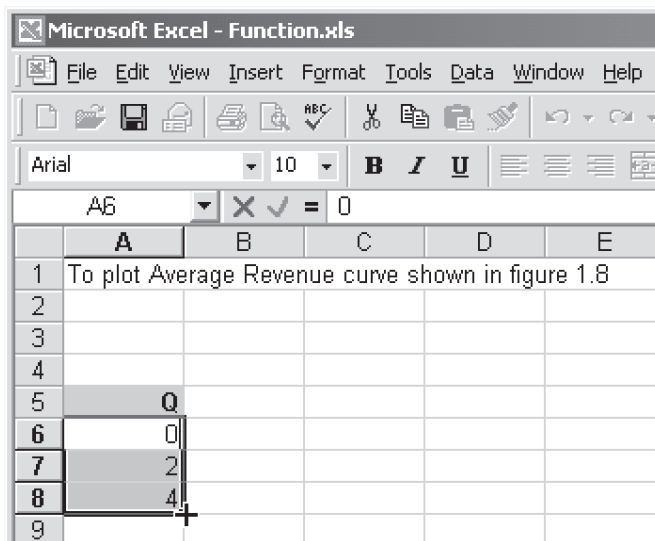 Microsoft Excel - Function.xls
File Edit View Insert Format Tools Data Window Help
ABC
Arial 10 B I U
A6 = 0
A B C D E
1 To plot Average Revenue curve shown in figure 1.8
2
3
4
5 Q
6 0
7 2
8 4
9